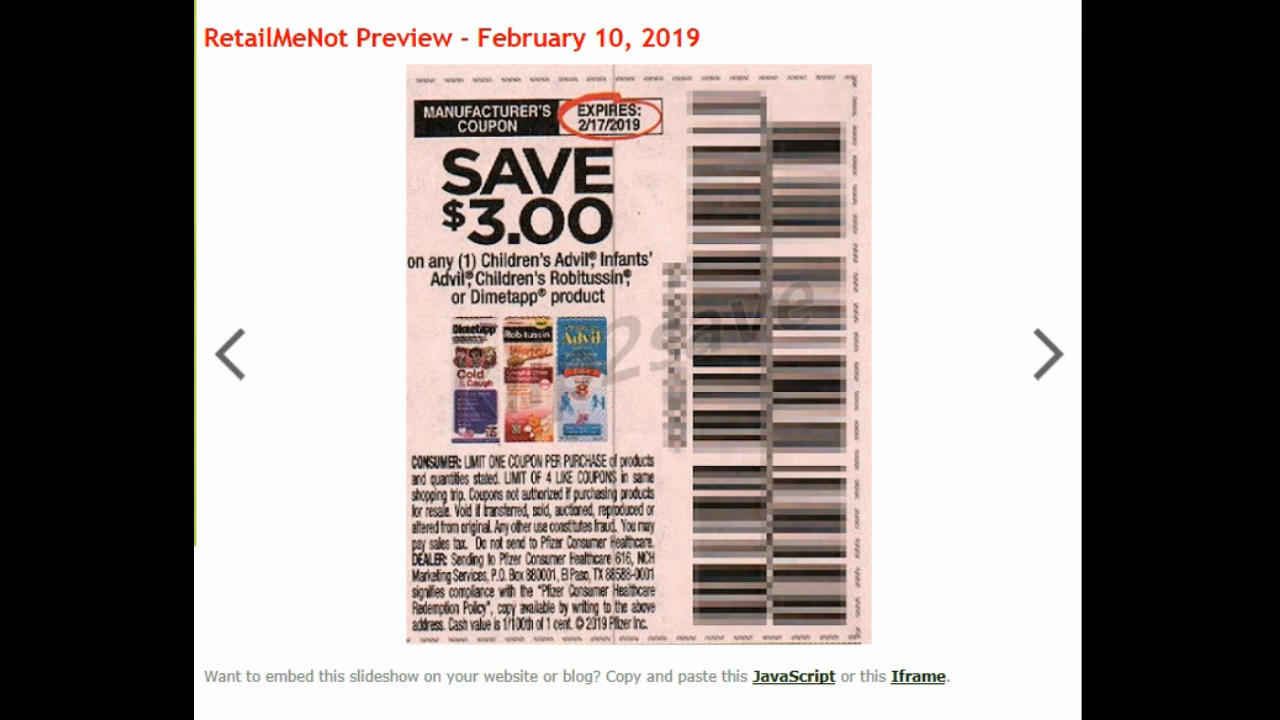 RetailMeNot Preview - February 10, 2019
MANUFACTURER'S
COUPON
EXPIRES:
2/17/2019
SAVE
$3.00
on any (1) Children's Advil®, Infants'
Advil®, Children's Robitussin®,
or Dimetapp® product
Dimetapp
Cold
& Cough
Robitussin
Advil
2save
CONSUMER: LIMIT ONE COUPON PER PURCHASE of products
and quantities stated. LIMIT OF 4 LIKE COUPONS in same
shopping trip. Coupons not authorized if purchasing products
for resale. Void if transferred, sold, auctioned, reproduced or
altered from original. Any other use constitutes fraud. You may
pay sales tax. Do not send to Pfizer Consumer Healthcare.
DEALER: Sending to Pfizer Consumer Healthcare 616, NCH
Marketing Services, P.O. Box 880001, El Paso, TX 88588-0001
signifies compliance with the "Pfizer Consumer Healthcare
Redemption Policy", copy available by writing to the above
address. Cash value is 1/100th of 1 cent. © 2019 Pfizer Inc.
Want to embed this slideshow on your website or blog? Copy and paste this JavaScript or this Iframe.